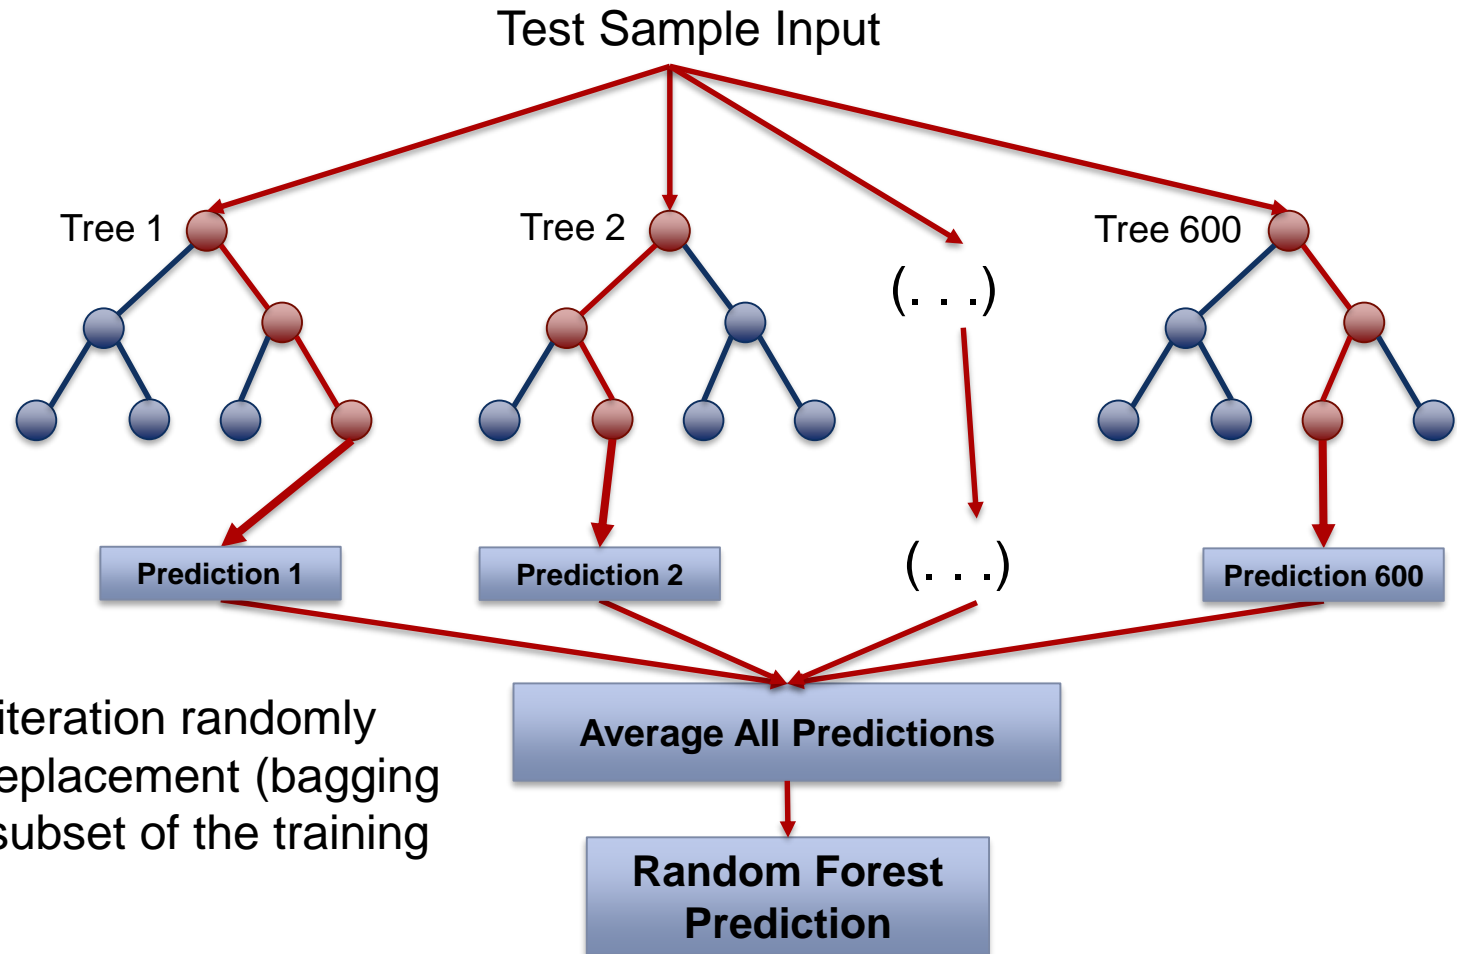 Test Sample Input
Tree 1
Tree 2
Tree 600
(. . .)
Prediction 1
Prediction 2
(. . .)
Prediction 600
iteration randomly
eplacement (bagging
subset of the training
Average All Predictions
Random Forest
Prediction